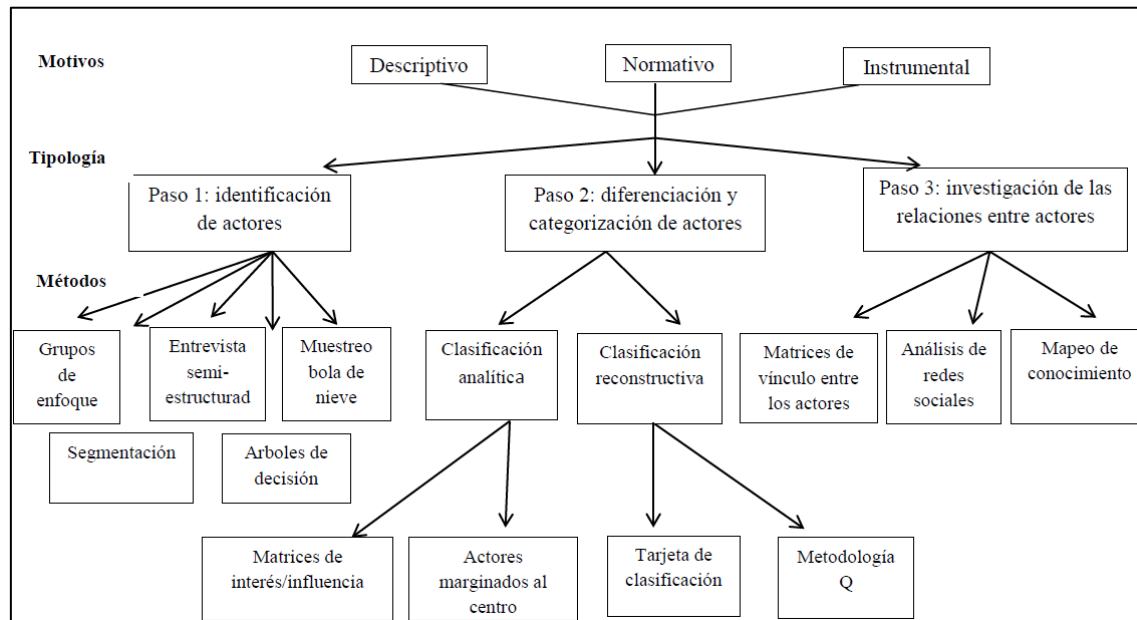 Motivos
Descriptivo
Normativo
Instrumental
Tipología
Paso 1: identificación
de actores
Paso 2: diferenciación y
categorización de actores
Paso 3: investigación de las
relaciones entre actores
Métodos
Grupos
de
enfoque
Entrevista
semi-
estructurad
Muestreo
bola de
nieve
Clasificación
analítica
Clasificación
reconstructiva
Matrices de
vínculo entre
los actores
Análisis de
redes
sociales
Mapeo de
conocimiento
Segmentación
Arboles de
decisión
Matrices de
interés/influencia
Actores
marginados al
centro
Tarjeta de
clasificación
Metodología
Q